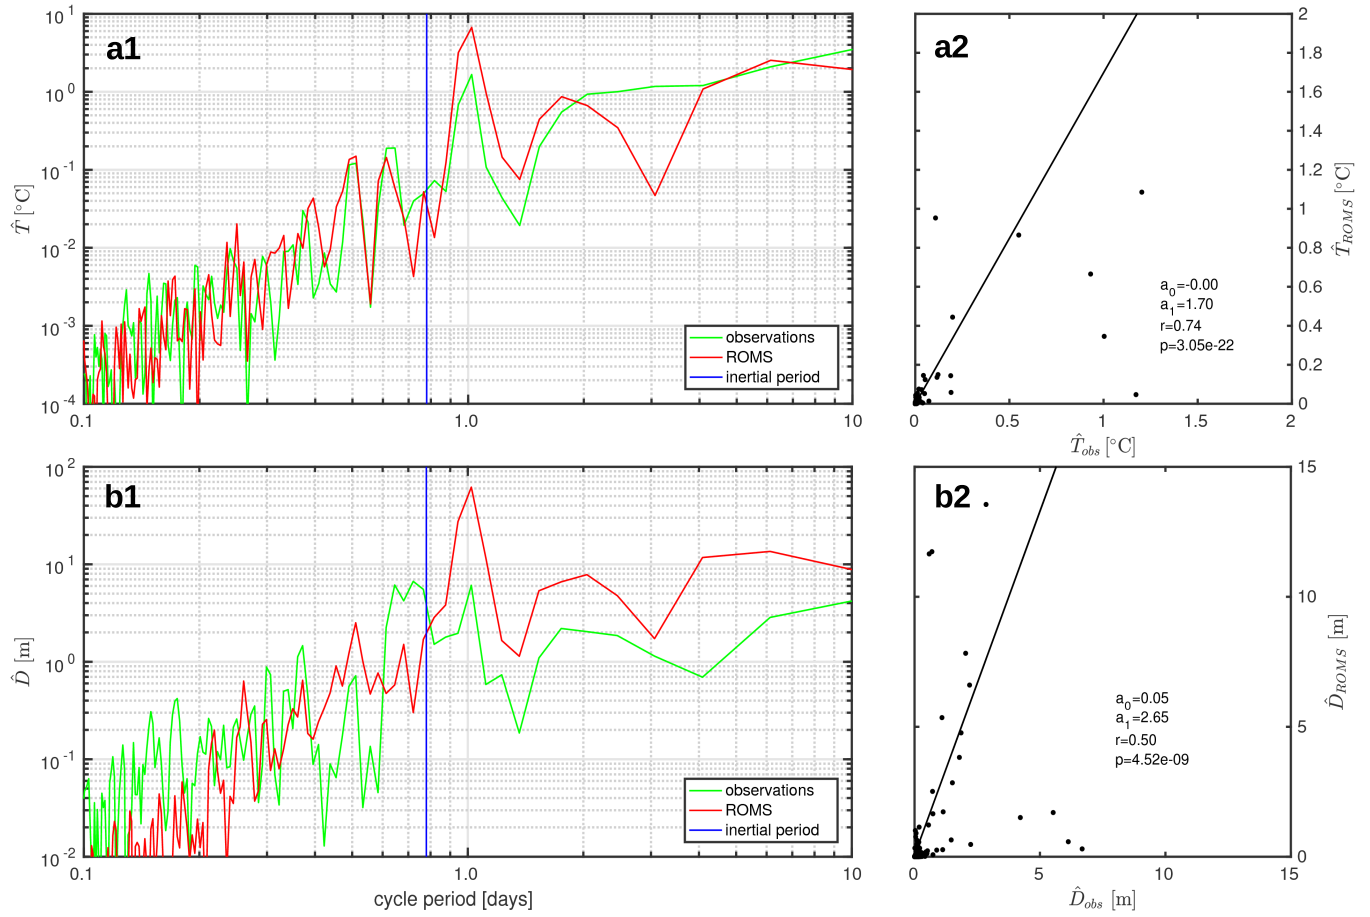 a1
10^1
10^0
10^-1
10^-2
10^-3
10^-4
T̂ [°C]
0.1
1.0
10
observations
ROMS
inertial period
a2
2
1.8
1.6
1.4
1.2
1
0.8
0.6
0.4
0.2
0
T̂_ROMS [°C]
a_0=-0.00
a_1=1.70
r=0.74
p=3.05e-22
0
0.5
1
1.5
2
T̂_obs [°C]
b1
10^2
10^1
10^0
10^-1
10^-2
D̂ [m]
0.1
1.0
10
cycle period [days]
observations
ROMS
inertial period
b2
15
10
5
0
D̂_ROMS [m]
a_0=0.05
a_1=2.65
r=0.50
p=4.52e-09
0
5
10
15
D̂_obs [m]